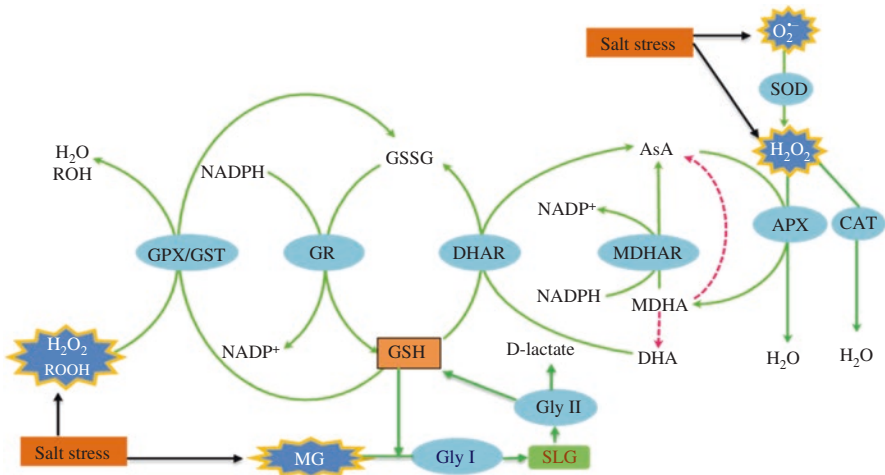 Salt stress
O₂•−
SOD
H₂O₂
AsA
GSSG
NADPH
H₂O
ROH
NADP⁺
GPX/GST
GR
DHAR
MDHAR
APX
CAT
NADPH
MDHA
H₂O₂
ROOH
NADP⁺
GSH
D-lactate
DHA
H₂O
H₂O
Gly II
Salt stress
MG
Gly I
SLG